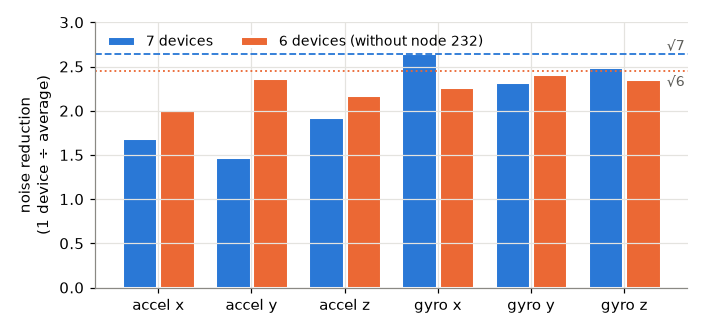 7 devices
6 devices (without node 232)
noise reduction
(1 device ÷ average)
3.0
2.5
2.0
1.5
1.0
0.5
0.0
√7
√6
accel x
accel y
accel z
gyro x
gyro y
gyro z